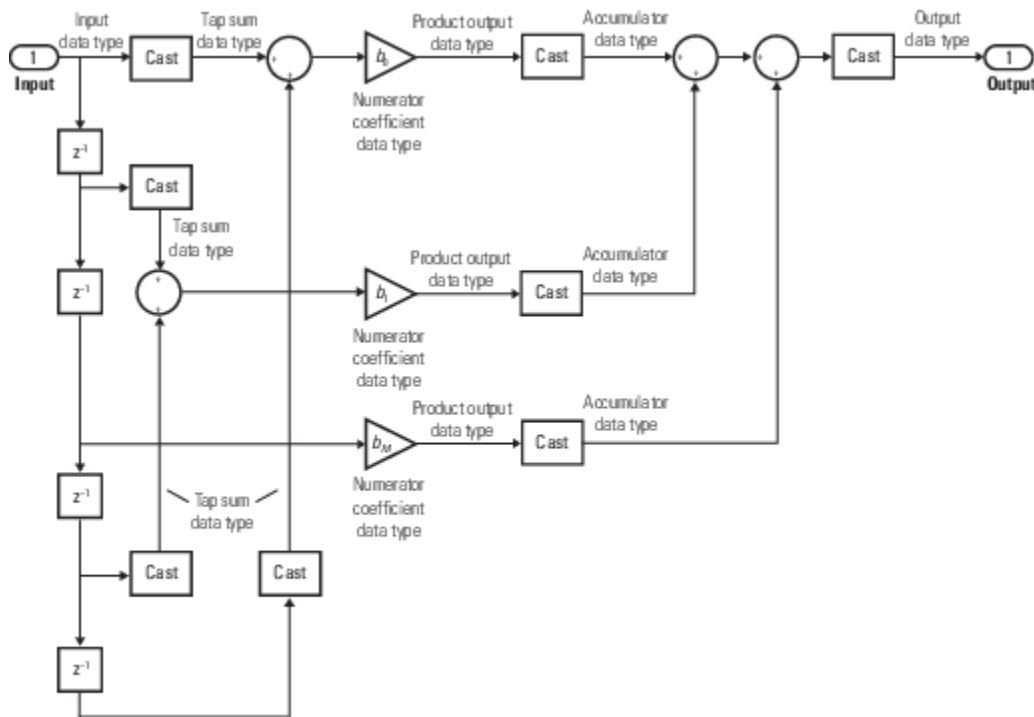 Input
data type
Tap sum
data type
Product output
data type
Accumulator
data type
Output
data type
1
Input
Cast
+
+
b0
Cast
+
+
+
+
Cast
1
Output
Numerator
coefficient
data type
z-1
Cast
Tap sum
data type
z-1
+
+
b1
Product output
data type
Cast
Accumulator
data type
Numerator
coefficient
data type
bM
Product output
data type
Cast
Accumulator
data type
Numerator
coefficient
data type
z-1
Tap sum
data type
Cast
Cast
z-1